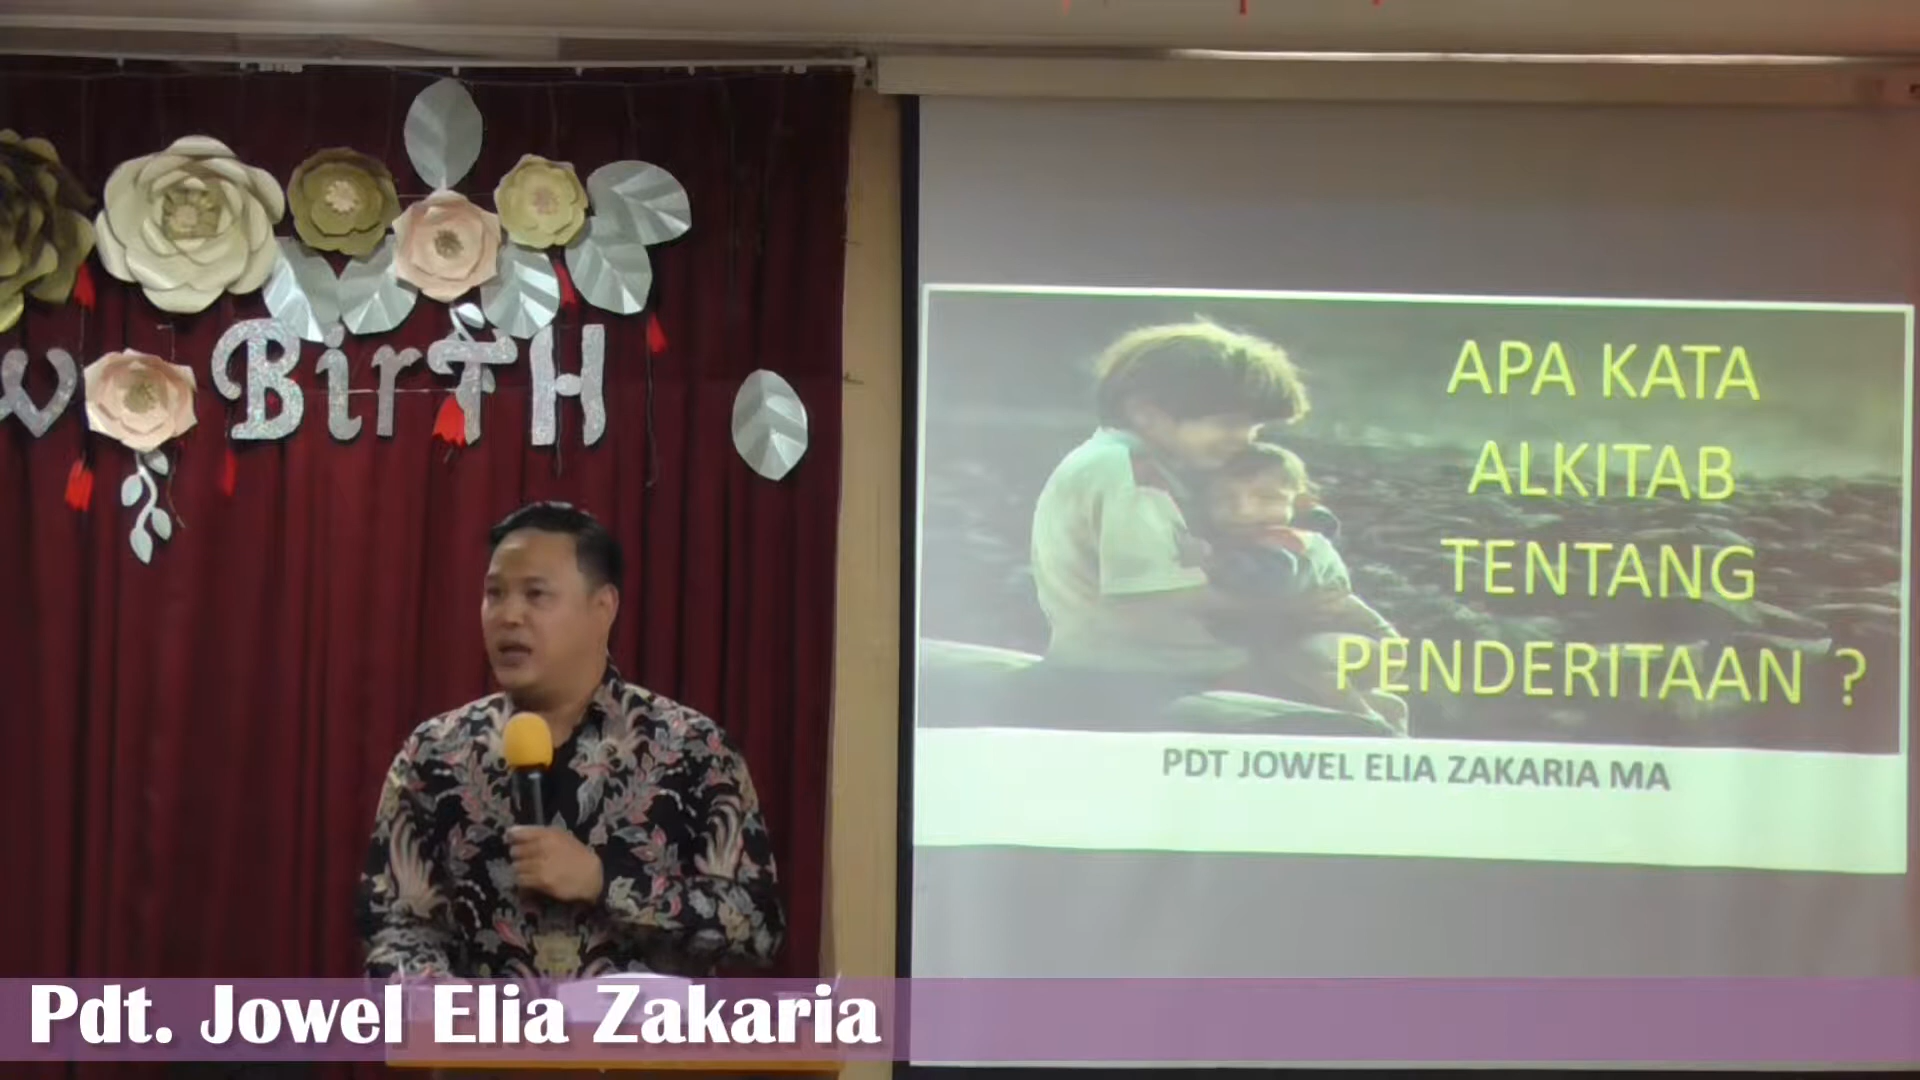 w BirTH
APA KATA
ALKITAB
TENTANG
PENDERITAAN ?
PDT JOWEL ELIA ZAKARIA MA
Pdt. Jowel Elia Zakaria